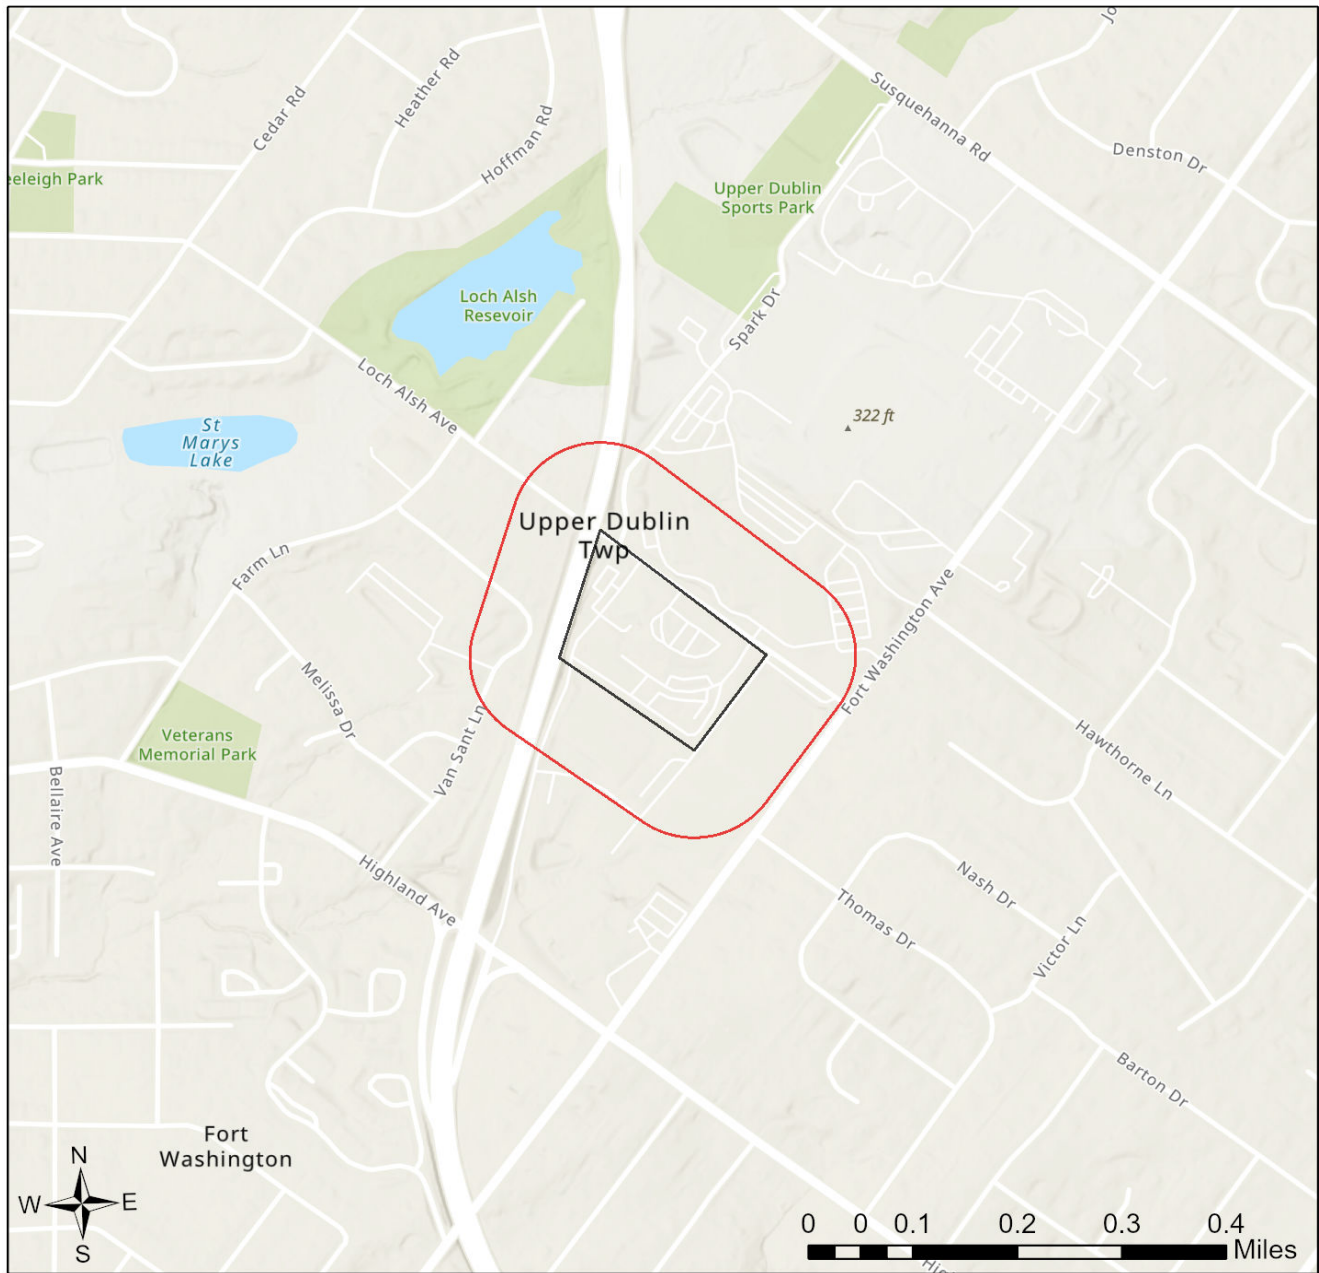 Jo
Susquehanna Rd
Heather Rd
Cedar Rd
Hoffman Rd
Denston Dr
eeleigh Park
Upper Dublin
Sports Park
Loch Alsh
Resevoir
Spark Dr
Loch Alsh Ave
322 ft
St
Marys
Lake
Upper Dublin
Twp
Farm Ln
Fort Washington Ave
Melissa Dr
Van Sant Ln
Veterans
Memorial Park
Hawthorne Ln
Bellaire Ave
Highland Ave
Nash Dr
Thomas Dr
Victor Ln
Barton Dr
Fort
Washington
N
W
E
S
0 0 0.1 0.2 0.3 0.4
Miles
Hig